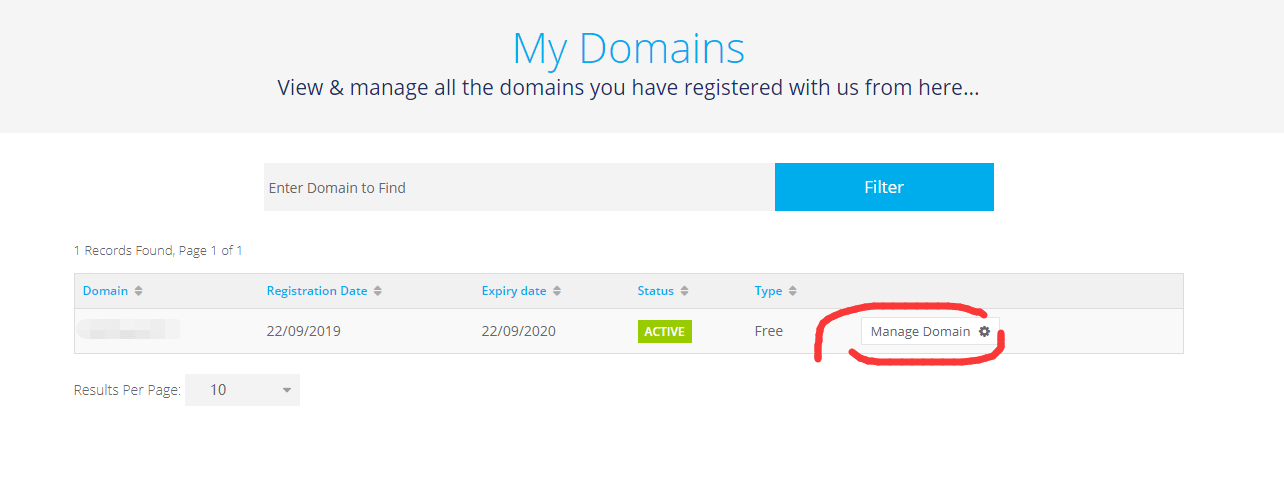 My Domains
View & manage all the domains you have registered with us from here...
Enter Domain to Find
Filter
1 Records Found, Page 1 of 1
Domain Registration Date Expiry date Status Type
22/09/2019 22/09/2020 ACTIVE Free Manage Domain
Results Per Page: 10